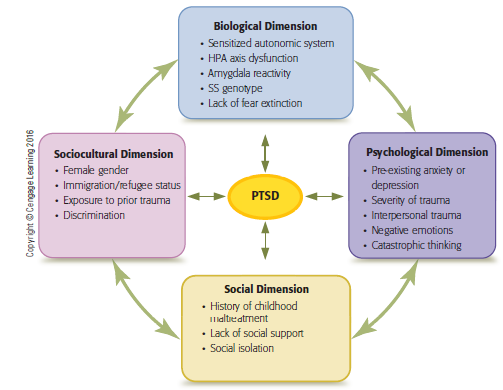 Biological Dimension
• Sensitized autonomic system
• HPA axis dysfunction
• Amygdala reactivity
• SS genotype
• Lack of fear extinction
Copyright © Cengage Learning 2016
Sociocultural Dimension
• Female gender
• Immigration/refugee status
• Exposure to prior trauma
• Discrimination
PTSD
Psychological Dimension
• Pre-existing anxiety or
depression
• Severity of trauma
• Interpersonal trauma
• Negative emotions
• Catastrophic thinking
Social Dimension
• History of childhood
maltreatment
• Lack of social support
• Social isolation